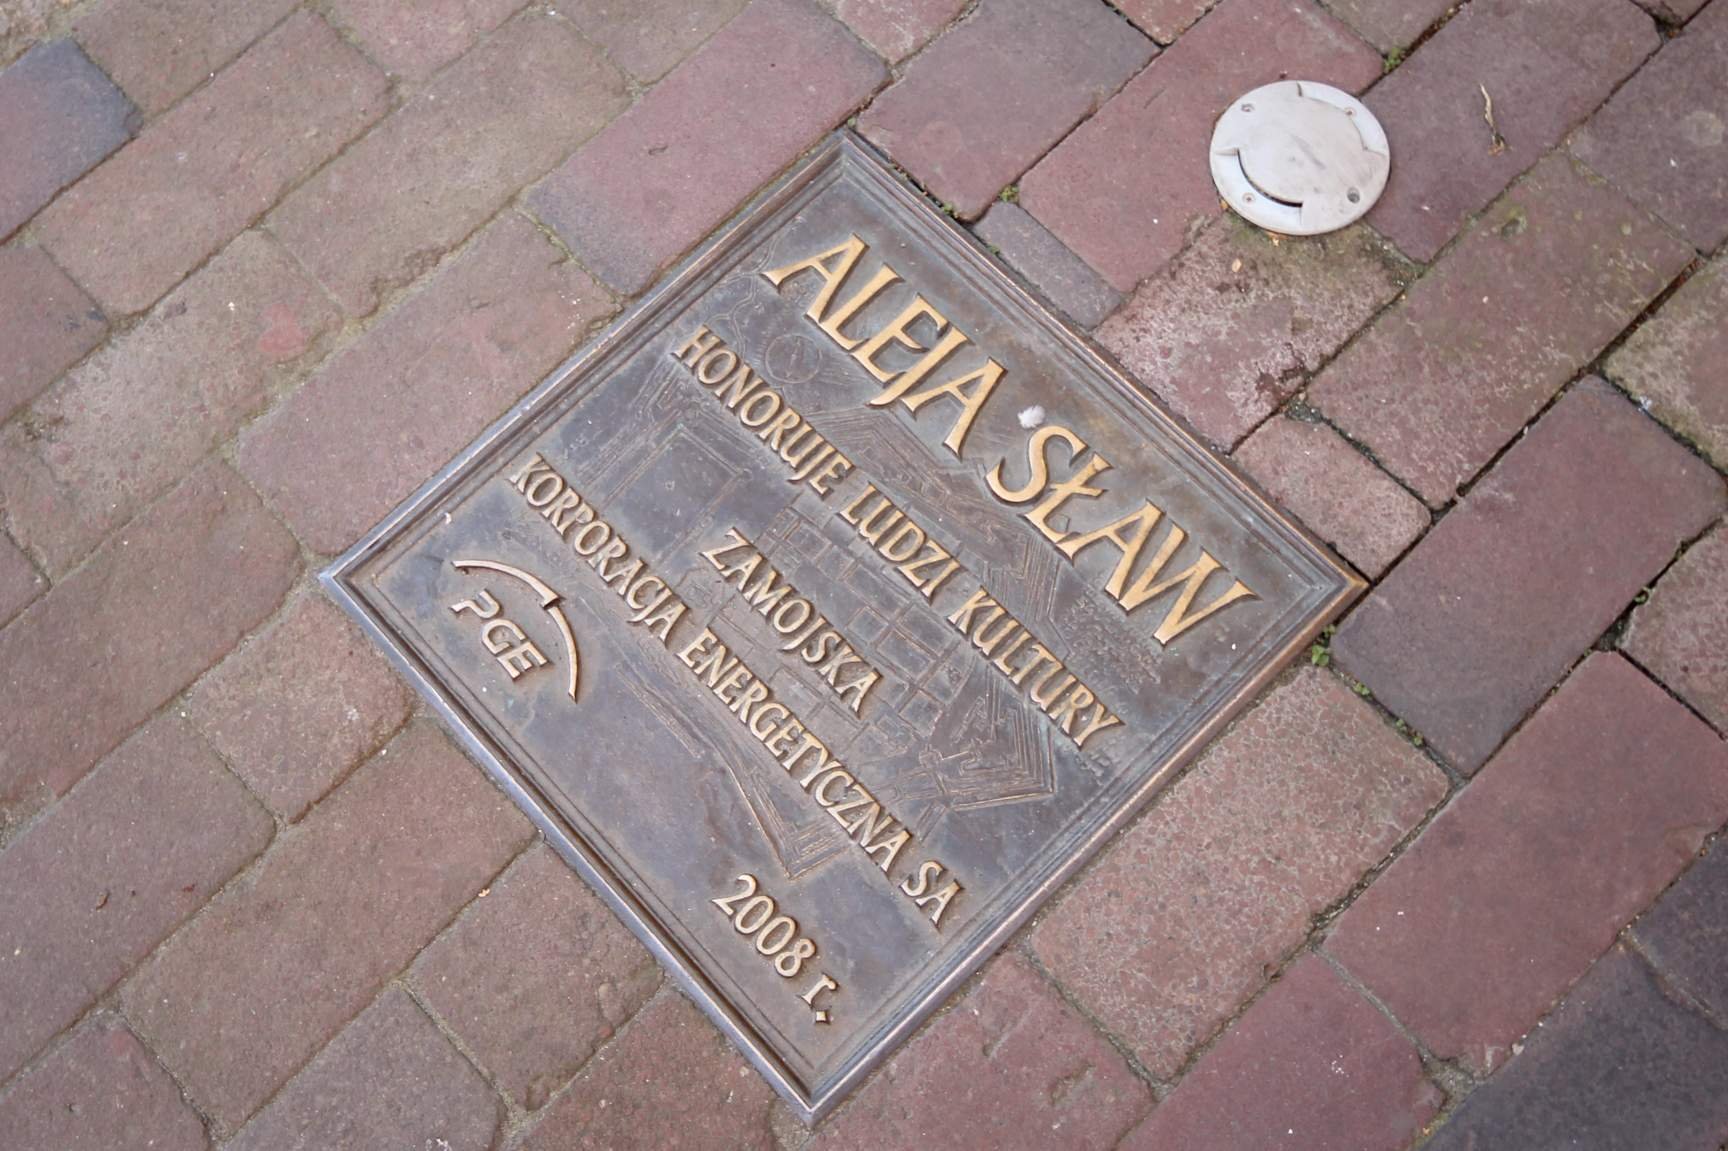 ALEJA SŁAW
HONORUJE LUDZI KULTURY
ZAMOJSKA
KORPORACJA ENERGETYCZNA SA
PGE
2008 r.